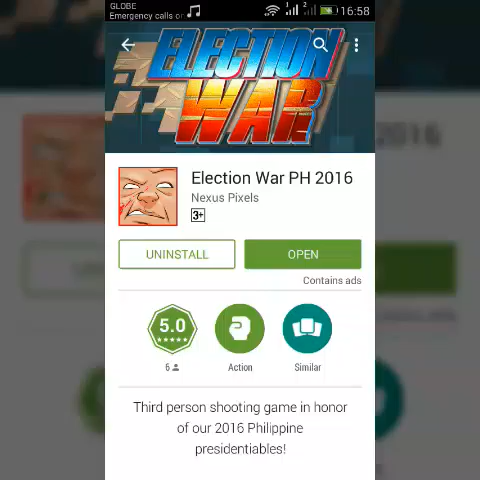 GLOBE
Emergency calls or
16:58
ELECTION
WAR
Election War PH 2016
Nexus Pixels
3+
UNINSTALL
OPEN
Contains ads
5.0
6
Action
Similar
Third person shooting game in honor
of our 2016 Philippine
presidentiables!